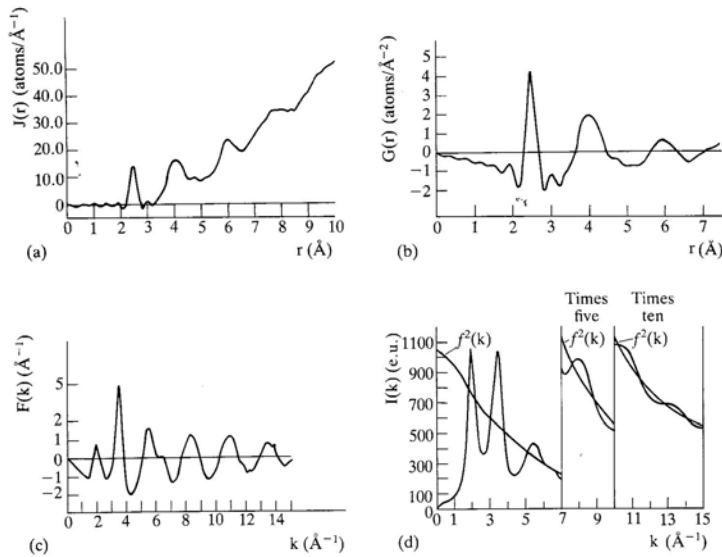 J(r) (atoms/Å⁻¹)
50.0
40.0
30.0
20.0
10.0
0
0 1 2 3 4 5 6 7 8 9 10
(a)
r (Å)
G(r) (atoms/Å⁻²)
5
4
3
2
1
0
−1
−2
0 1 2 3 4 5 6 7
(b)
r (Å)
F(k) (Å⁻¹)
5
2
1
0
−1
−2
0 2 4 6 8 10 12 14
(c)
k (Å⁻¹)
Times five
Times ten
f²(k)
f²(k)
f²(k)
I(k) (e.u.)
1100
900
700
500
300
100
0
0 1 3 5 7 7 9 10 11 13 15
(d)
k (Å⁻¹)